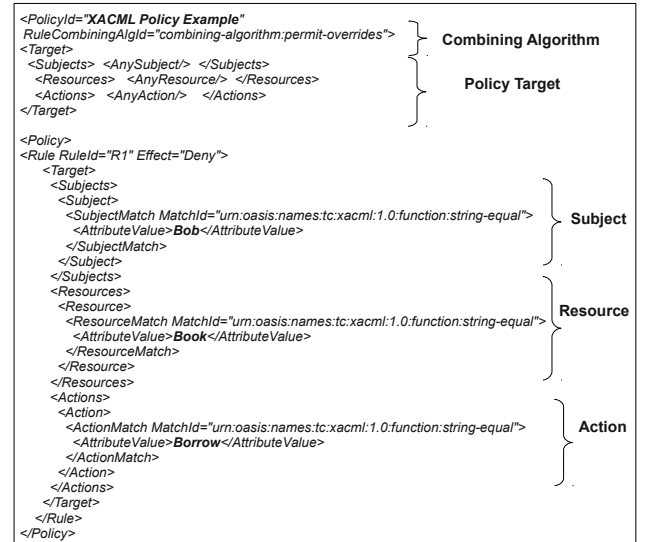 <PolicyId="XACML Policy Example"
RuleCombiningAlgId="combining-algorithm:permit-overrides">
Combining Algorithm
<Target>
<Subjects> <AnySubject/> </Subjects>
<Resources> <AnyResource/> </Resources>
<Actions> <AnyAction/> </Actions>
</Target>
Policy Target
<Policy>
<Rule RuleId="R1" Effect="Deny">
<Target>
<Subjects>
<Subject>
<SubjectMatch MatchId="urn:oasis:names:tc:xacml:1.0:function:string-equal">
<AttributeValue>Bob</AttributeValue>
</SubjectMatch>
</Subject>
</Subjects>
Subject
<Resources>
<Resource>
<ResourceMatch MatchId="urn:oasis:names:tc:xacml:1.0:function:string-equal">
<AttributeValue>Book</AttributeValue>
</ResourceMatch>
</Resource>
</Resources>
Resource
<Actions>
<Action>
<ActionMatch MatchId="urn:oasis:names:tc:xacml:1.0:function:string-equal">
<AttributeValue>Borrow</AttributeValue>
</ActionMatch>
</Action>
</Actions>
Action
</Target>
</Rule>
</Policy>